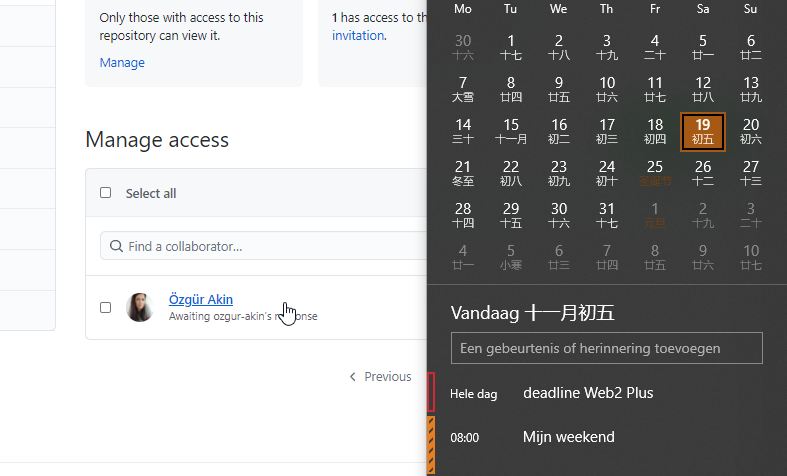 Only those with access to this
repository can view it.
Manage
1 has access to th
invitation.
Manage access
Select all
Find a collaborator...
Özgür Akin
Awaiting ozgur-akin's response
Previous
Mo Tu We Th Fr Sa Su
30 1 2 3 4 5 6
十六 十七 十八 十九 二十 廿一 廿二
7 8 9 10 11 12 13
大雪 廿四 廿五 廿六 廿七 廿八 廿九
14 15 16 17 18 19 20
三十 十一月 初二 初三 初四 初五 初六
21 22 23 24 25 26 27
冬至 初八 初九 初十 圣诞节 十二 十三
28 29 30 31 1 2 3
十四 十五 十六 十七 元旦 十九 二十
4 5 6 7 8 9 10
廿一 小寒 廿三 廿四 廿五 廿六 廿七
Vandaag 十一月初五
Een gebeurtenis of herinnering toevoegen
Hele dag deadline Web2 Plus
08:00 Mijn weekend